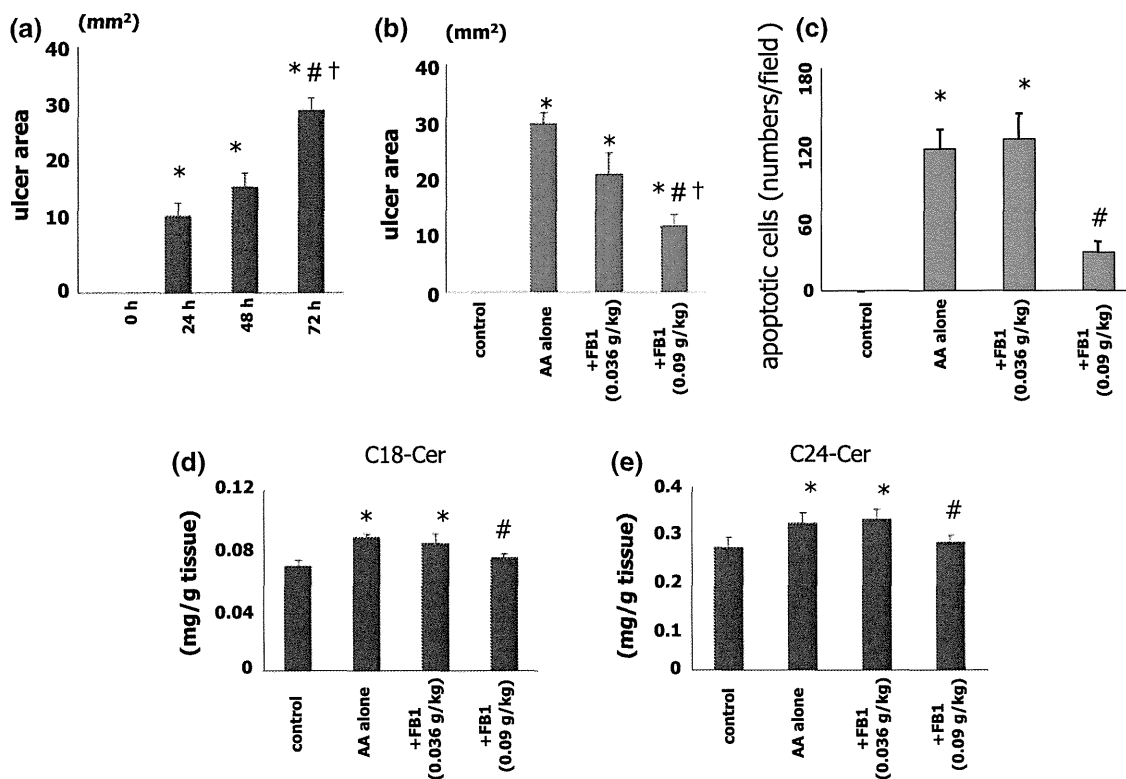 (a)
(mm²)
ulcer area
40
30
20
10
0
* # †
*
*
0 h
24 h
48 h
72 h
(b)
(mm²)
ulcer area
40
30
20
10
0
*
*
* # †
control
AA alone
+FB1
(0.036 g/kg)
+FB1
(0.09 g/kg)
(c)
apoptotic cells (numbers/field)
180
120
60
0
*
*
#
control
AA alone
+FB1
(0.036 g/kg)
+FB1
(0.09 g/kg)
(d)
C18-Cer
(mg/g tissue)
0.12
0.08
0.04
0
*
*
#
control
AA alone
+FB1
(0.036 g/kg)
+FB1
(0.09 g/kg)
(e)
C24-Cer
(mg/g tissue)
0.4
0.3
0.2
0.1
0
*
*
#
control
AA alone
+FB1
(0.036 g/kg)
+FB1
(0.09 g/kg)